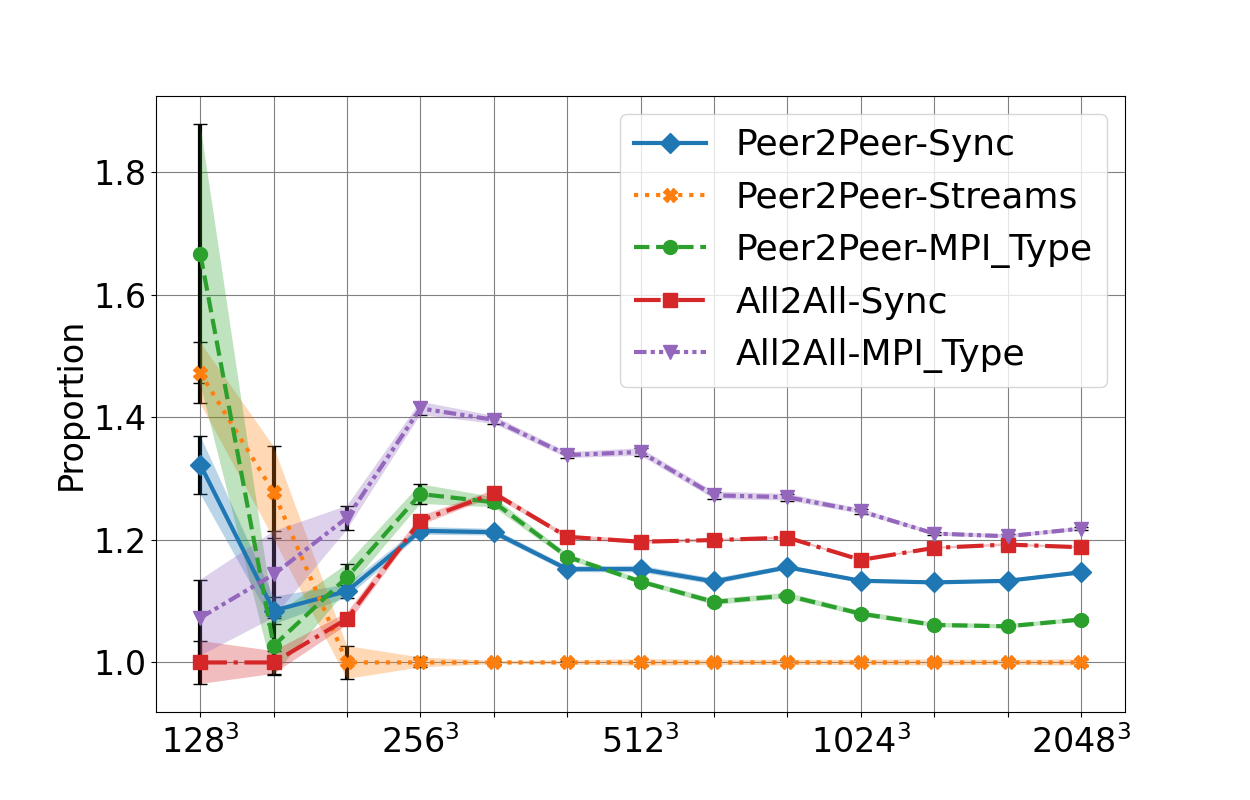 Proportion
1.8
1.6
1.4
1.2
1.0
128³
256³
512³
1024³
2048³
Peer2Peer-Sync
Peer2Peer-Streams
Peer2Peer-MPI_Type
All2All-Sync
All2All-MPI_Type